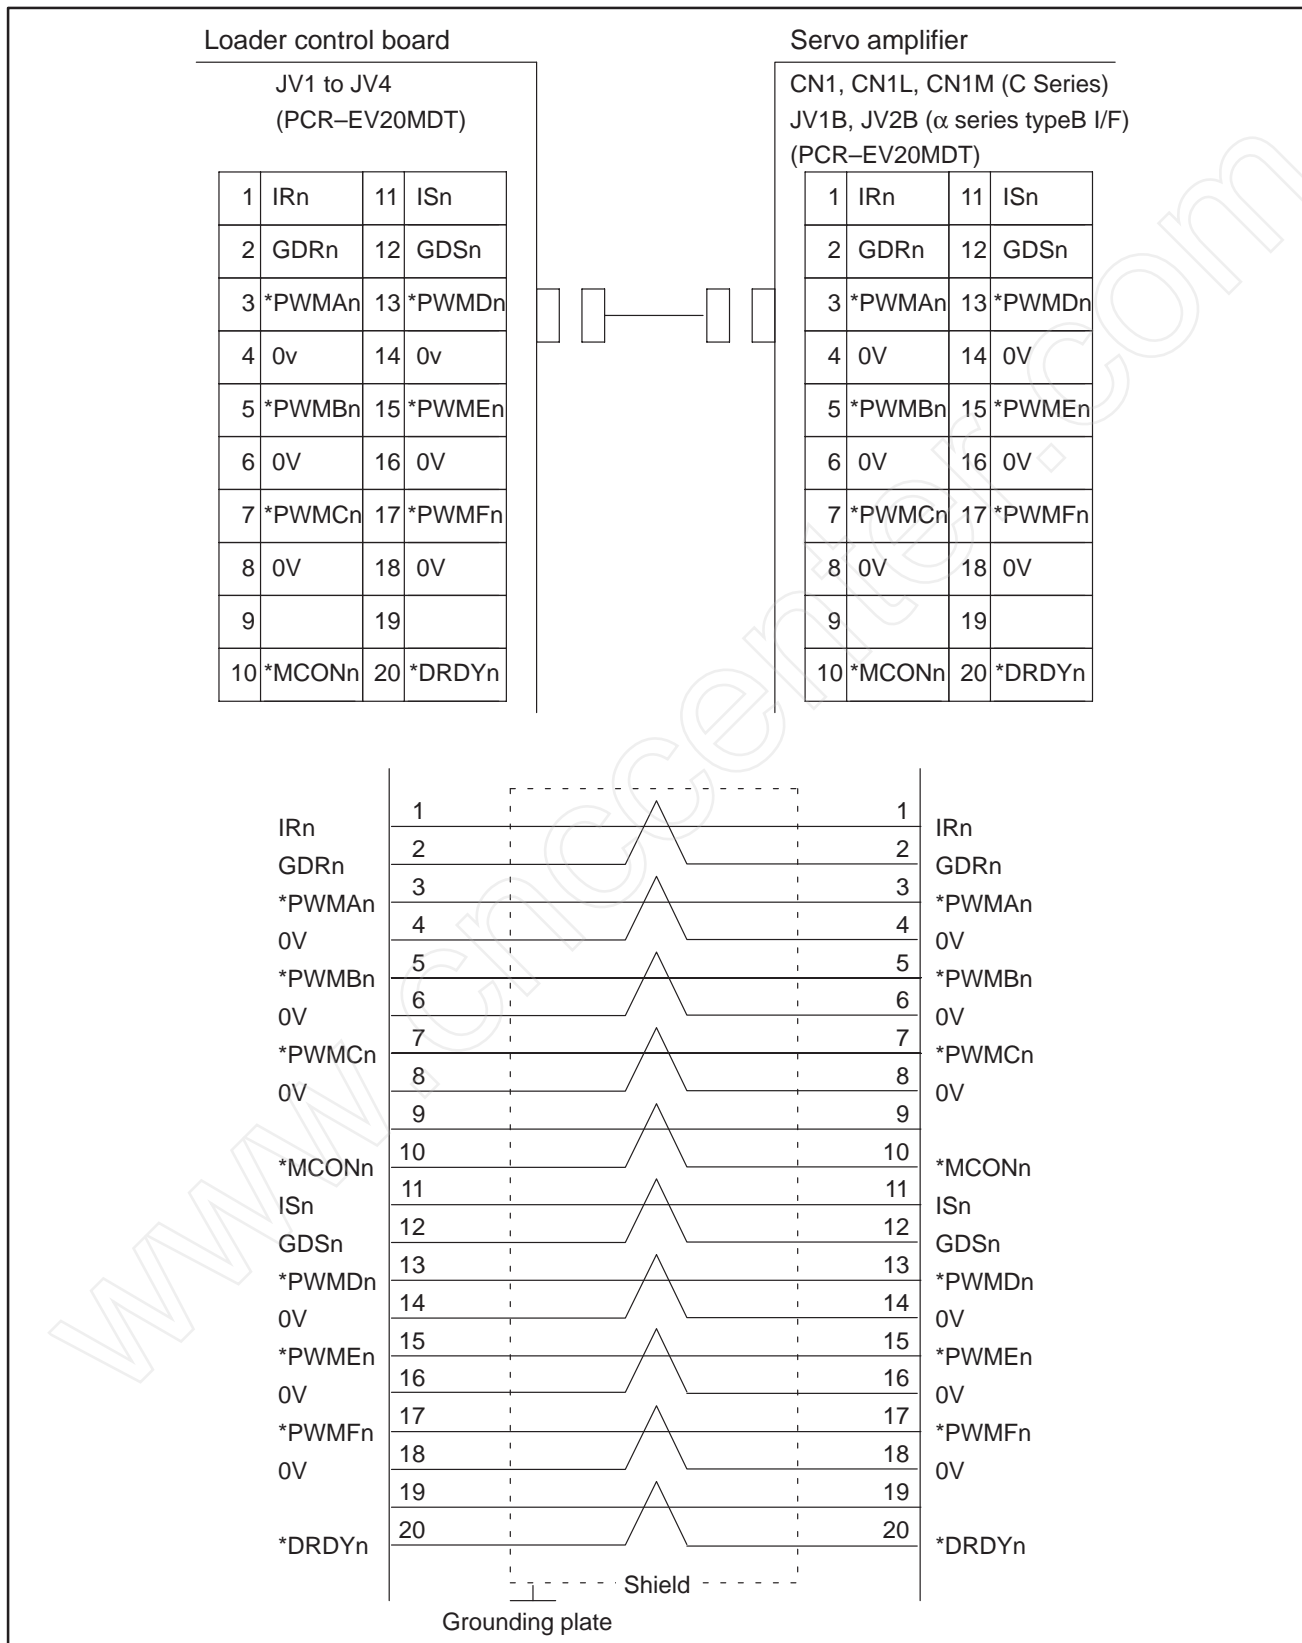 Loader control board
JV1 to JV4
(PCR–EV20MDT)
1 IRn 11 ISn
2 GDRn 12 GDSn
3 *PWMAn 13 *PWMDn
4 0v 14 0v
5 *PWMBn 15 *PWMEn
6 0V 16 0V
7 *PWMCn 17 *PWMFn
8 0V 18 0V
9 19
10 *MCONn 20 *DRDYn
Servo amplifier
CN1, CN1L, CN1M (C Series)
JV1B, JV2B (α series typeB I/F)
(PCR–EV20MDT)
1 IRn 11 ISn
2 GDRn 12 GDSn
3 *PWMAn 13 *PWMDn
4 0V 14 0V
5 *PWMBn 15 *PWMEn
6 0V 16 0V
7 *PWMCn 17 *PWMFn
8 0V 18 0V
9 19
10 *MCONn 20 *DRDYn
IRn 1 1 IRn
GDRn 2 2 GDRn
*PWMAn 3 3 *PWMAn
0V 4 4 0V
*PWMBn 5 5 *PWMBn
0V 6 6 0V
*PWMCn 7 7 *PWMCn
0V 8 8 0V
9 9
*MCONn 10 10 *MCONn
ISn 11 11 ISn
GDSn 12 12 GDSn
*PWMDn 13 13 *PWMDn
0V 14 14 0V
*PWMEn 15 15 *PWMEn
0V 16 16 0V
*PWMFn 17 17 *PWMFn
0V 18 18 0V
19 19
*DRDYn 20 20 *DRDYn
Shield
Grounding plate
www.cnccenter.com